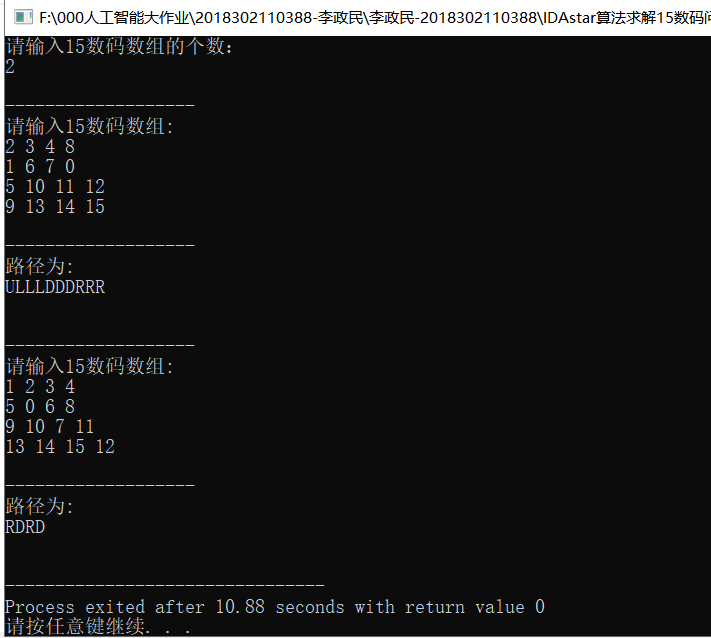 F:\000人工智能大作业\2018302110388-李政民\李政民-2018302110388\IDAstar算法求解15数码
请输入15数码数组的个数：
2
-------------------
请输入15数码数组:
2 3 4 8
1 6 7 0
5 10 11 12
9 13 14 15
-------------------
路径为:
ULLLDDDRRR
-------------------
请输入15数码数组:
1 2 3 4
5 0 6 8
9 10 7 11
13 14 15 12
-------------------
路径为:
RDRD
--------------------------------
Process exited after 10.88 seconds with return value 0
请按任意键继续. . .